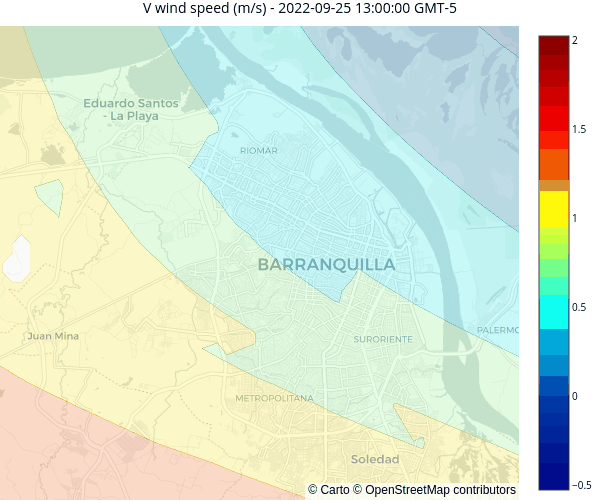 V wind speed (m/s) - 2022-09-25 13:00:00 GMT-5
2
Eduardo Santos
- La Playa
1.5
RIOMAR
1
BARRANQUILLA
0.5
Juan Mina
SURORIENTE
PALERMO
0
METROPOLITANA
Soledad
−0.5
© Carto © OpenStreetMap contributors